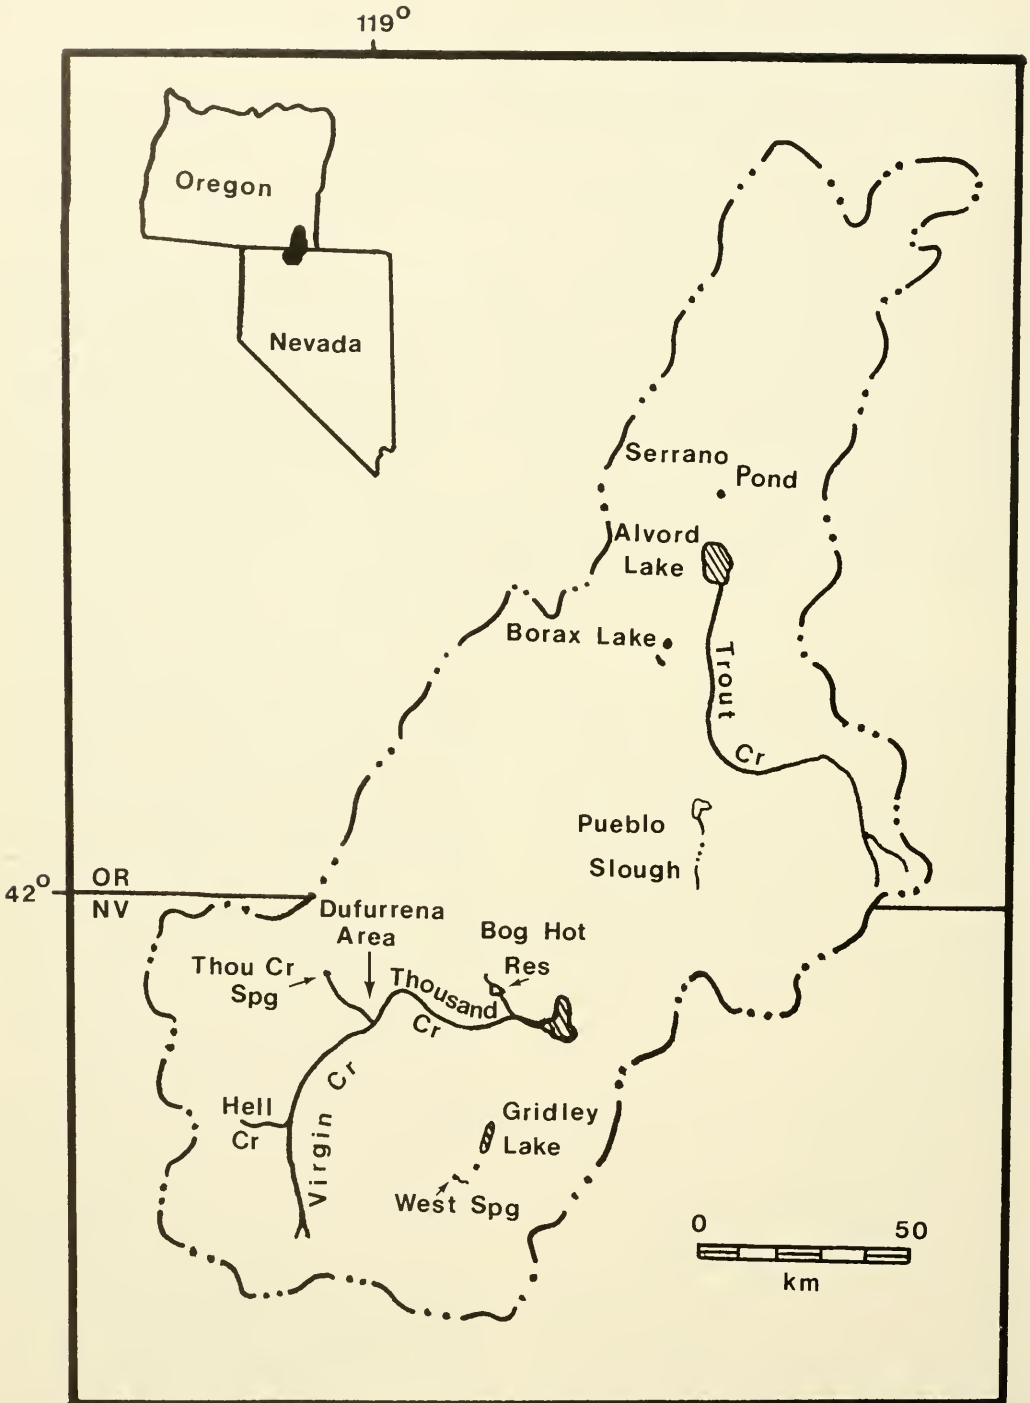 119°
Oregon
Nevada
Serrano
Pond
Alvord
Lake
Borax Lake
Trout
Cr
Pueblo
Slough
42°
OR
NV
Dufurrena
Area
Bog Hot
Res
Thou Cr
Spg
Thousand
Cr
Hell
Cr
Virgin Cr
Gridley
Lake
West Spg
0 50
km